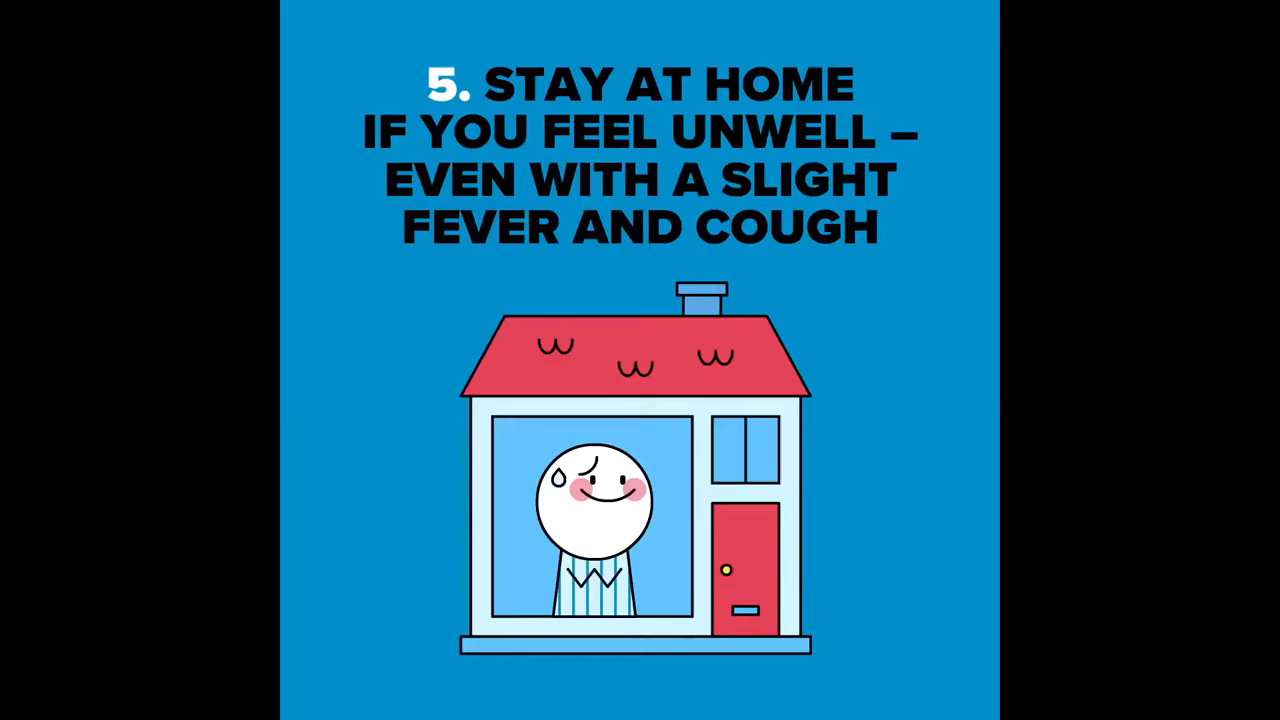 5. STAY AT HOME
IF YOU FEEL UNWELL –
EVEN WITH A SLIGHT
FEVER AND COUGH